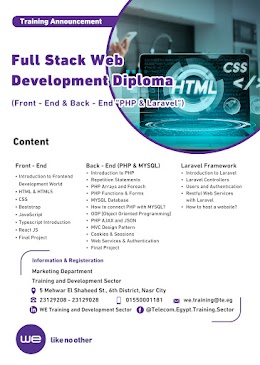 Training Announcement
Full Stack Web
Development Diploma
(Front - End & Back - End "PHP & Laravel")
HTML
CSS
Content
Front - End
• Introduction to Frontend
Development World
• HTML & HTML5
• CSS
• Bootstrap
• JavaScript
• Typescript Introduction
• React JS
• Final Project
Back - End (PHP & MYSQL)
• Introduction to PHP
• Repetition Statements
• PHP Arrays and Foreach
• PHP Functions & Forms
• MYSQL Database
• How to connect PHP with MYSQL?
• OOP (Object Oriented Programming)
• PHP AJAX and JSON
• MVC Design Pattern
• Cookies & Sessions
• Web Services & Authentication
• Final Project
Laravel Framework
• Introduction to Laravel
• Laravel Controllers
• Users and Authentication
• Restful Web Services
with Laravel
• How to host a website?
Information & Registeration
Marketing Department
Training and Development Sector
5 Mehwar El Shaheed St., 6th District, Nasr City
23129208 - 23129028
01550001181
we.training@te.eg
WE Training and Development Sector
@Telecom.Egypt.Training.Sector
we
like no other